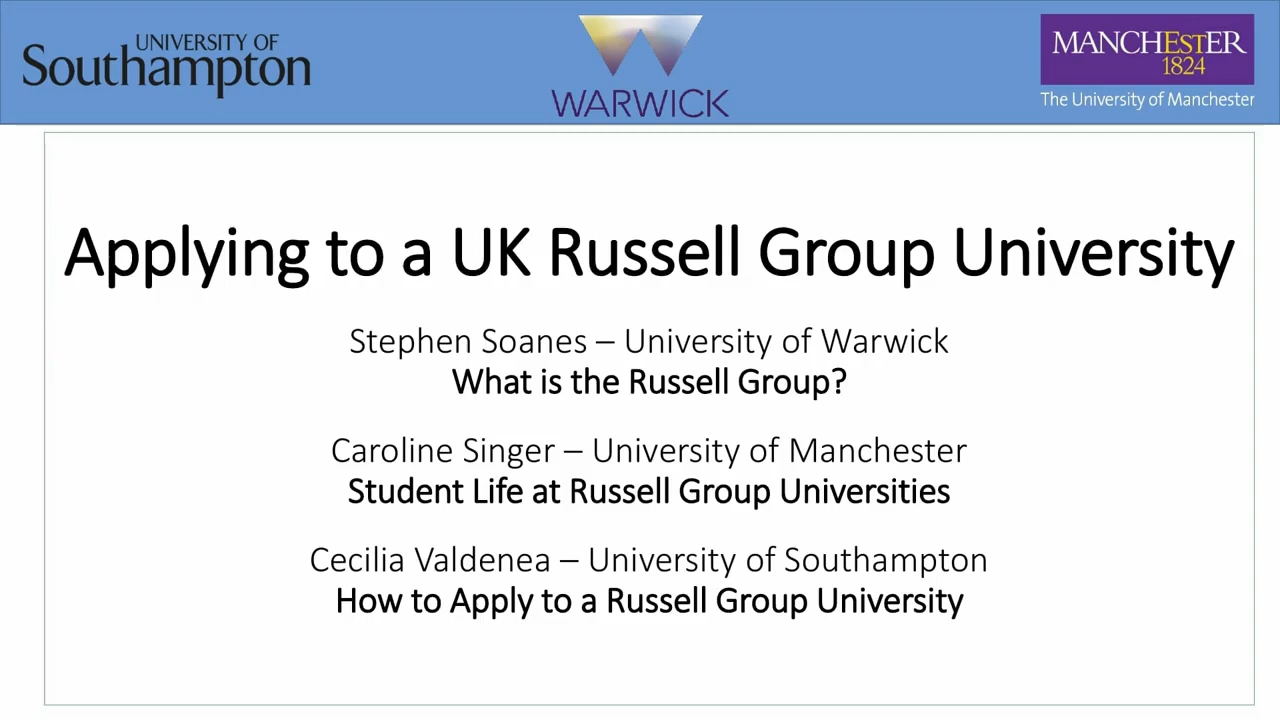 UNIVERSITY OF
Southampton
WARWICK
MANCHESTER
1824
The University of Manchester
Applying to a UK Russell Group University
Stephen Soanes – University of Warwick
What is the Russell Group?
Caroline Singer – University of Manchester
Student Life at Russell Group Universities
Cecilia Valdenea – University of Southampton
How to Apply to a Russell Group University